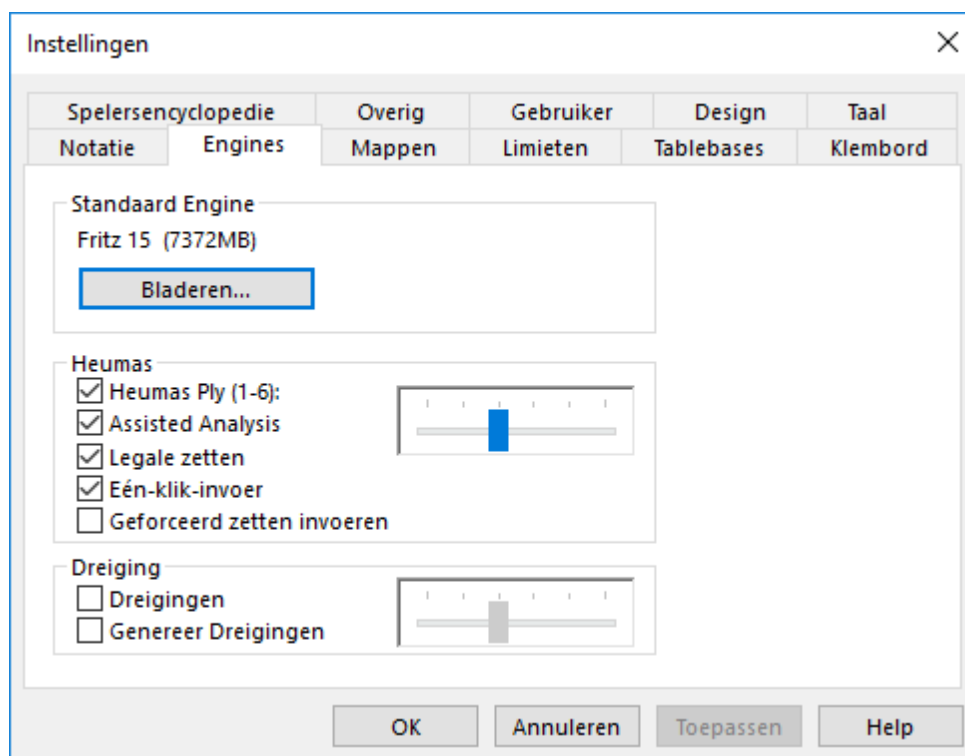 Instellingen
Spelersencyclopedie Overig Gebruiker Design Taal
Notatie Engines Mappen Limieten Tablebases Klembord
Standaard Engine
Fritz 15 (7372MB)
Bladeren...
Heumas
Heumas Ply (1-6):
Assisted Analysis
Legale zetten
Eén-klik-invoer
Geforceerd zetten invoeren
Dreiging
Dreigingen
Genereer Dreigingen
OK Annuleren Toepassen Help